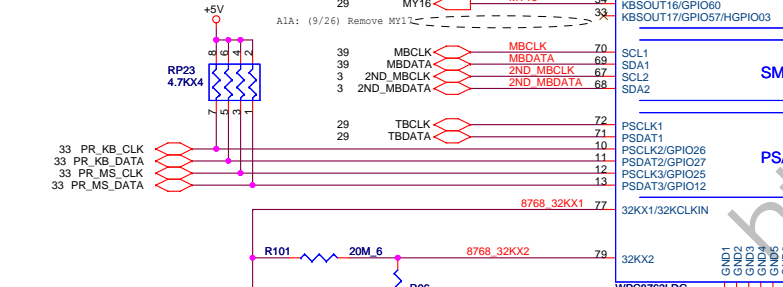 +5V
29 MY16 34 KBSOUT16/GPIO60
A1A: (9/26) Remove MY17 33 KBSOUT17/GPIO57/HGPIO03
8 6 4 2
RP23
4.7KX4
39 MBCLK MBCLK 70 SCL1
39 MBDATA MBDATA 69 SDA1
3 2ND_MBCLK 2ND_MBCLK 67 SCL2
3 2ND_MBDATA 2ND_MBDATA 68 SDA2
SM
7 5 3 1
29 TBCLK 72 PSCLK1
29 TBDATA 71 PSDAT1
33 PR_KB_CLK 10 PSCLK2/GPIO26
33 PR_KB_DATA 11 PSDAT2/GPIO27
33 PR_MS_CLK 12 PSCLK3/GPIO25
33 PR_MS_DATA 13 PSDAT3/GPIO12
PS
8768_32KX1 77 32KX1/32KCLKIN
R101 20M_6 8768_32KX2 79 32KX2
GND1
GND2
GND3
GND4
GND5